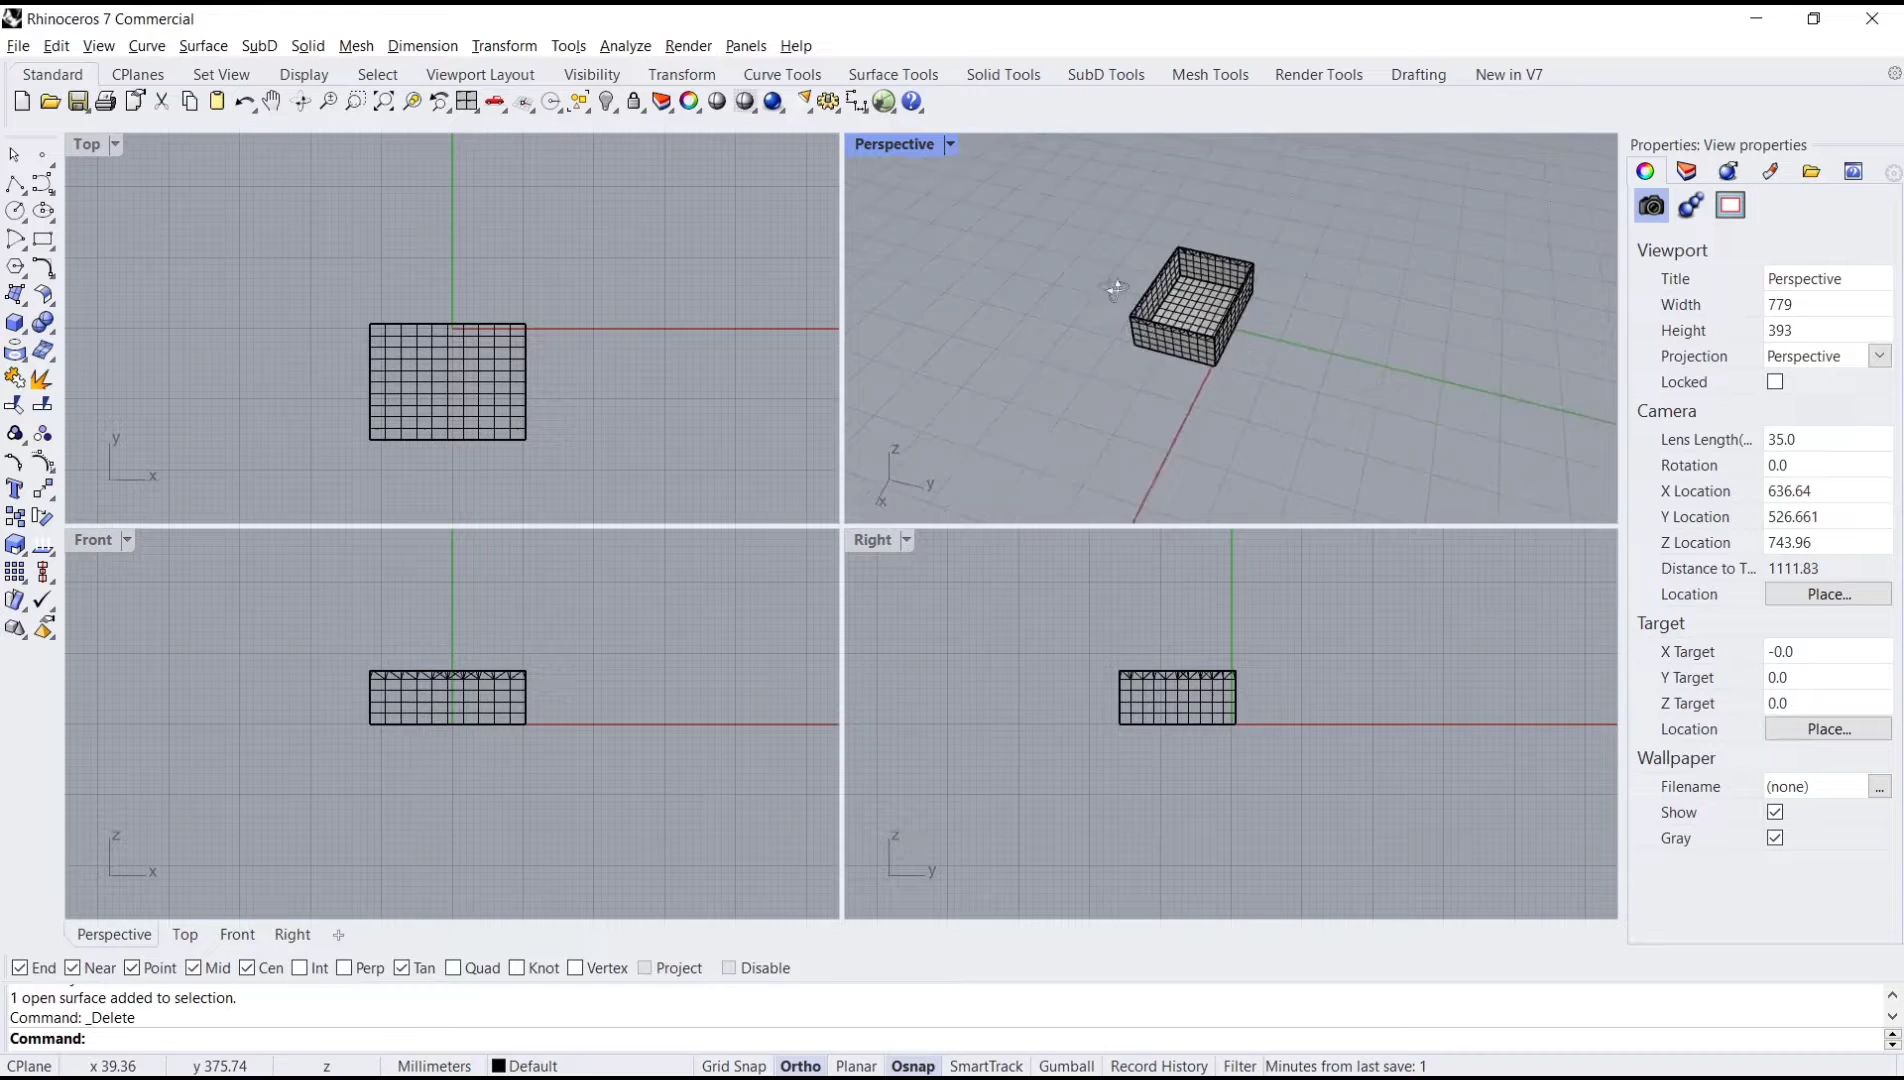 Rhinoceros 7 Commercial
File Edit View Curve Surface SubD Solid Mesh Dimension Transform Tools Analyze Render Panels Help
Standard CPlanes Set View Display Select Viewport Layout Visibility Transform Curve Tools Surface Tools Solid Tools SubD Tools Mesh Tools Render Tools Drafting New in V7
Top
Perspective
Properties: View properties
Viewport
Title Perspective
Width 779
Height 393
Projection Perspective
Locked
Camera
Lens Length(...  35.0
Rotation 0.0
X Location 636.64
Y Location 526.661
Z Location 743.96
Distance to T... 1111.83
Location Place...
Target
X Target -0.0
Y Target 0.0
Z Target 0.0
Location Place...
Wallpaper
Filename (none) ...
Show
Gray
y
x
z
y
x
Front
Right
z
x
z
y
Perspective Top Front Right
End Near Point Mid Cen Int Perp Tan Quad Knot Vertex Project Disable
1 open surface added to selection.
Command: _Delete
Command:
CPlane x 39.36 y 375.74 z Millimeters Default Grid Snap Ortho Planar Osnap SmartTrack Gumball Record History Filter Minutes from last save: 1